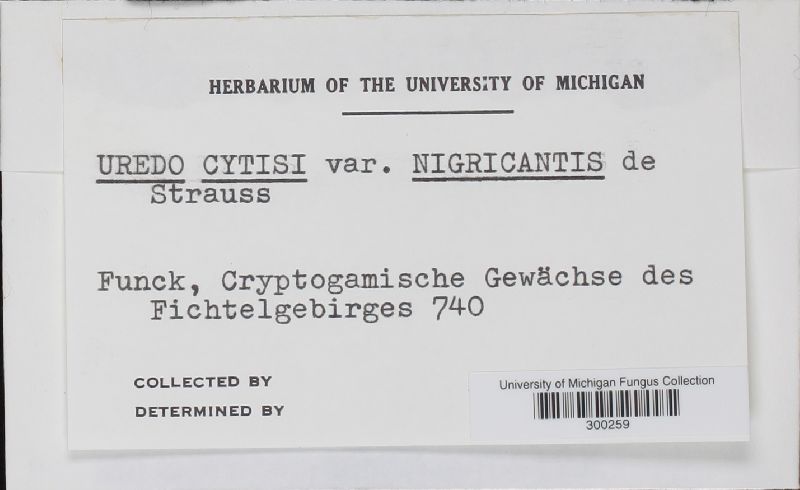 HERBARIUM OF THE UNIVERSITY OF MICHIGAN
UREDO CYTISI var. NIGRICANTIS de
Strauss
Funck, Cryptogamische Gewächse des
Fichtelgebirges 740
COLLECTED BY
DETERMINED BY
University of Michigan Fungus Collection
300259